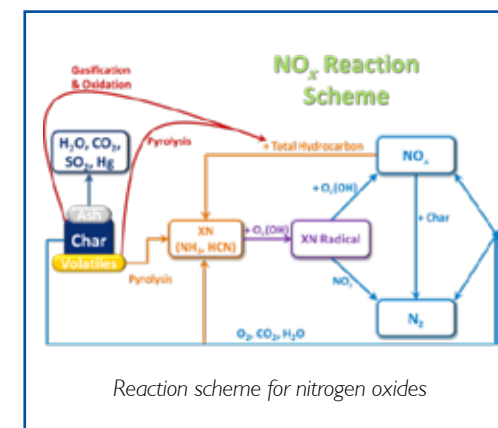 Gasification
& Oxidation
NOx Reaction
Scheme
Pyrolysis
+ Total Hydrocarbon
H₂O, CO₂,
SO₂, Hg
NOx
+ O₂(OH)
Ash
Char
Volatiles
XN
(NH₃, HCN)
+ O₂(OH)
XN Radical
+ Char
Pyrolysis
NOx
N₂
O₂, CO₂, H₂O
Reaction scheme for nitrogen oxides